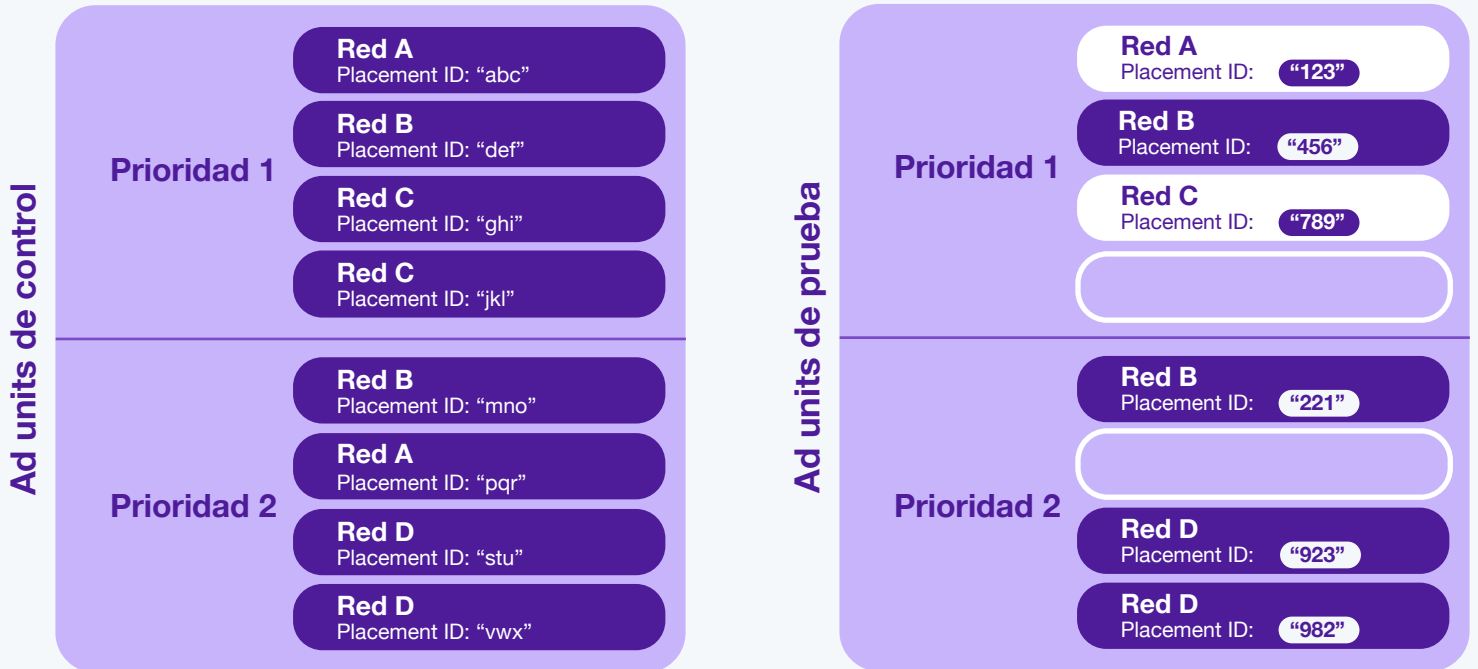 Ad units de control
Prioridad 1
Red A
Placement ID: “abc”
Red B
Placement ID: “def”
Red C
Placement ID: “ghi”
Red C
Placement ID: “jkl”
Prioridad 2
Red B
Placement ID: “mno”
Red A
Placement ID: “pqr”
Red D
Placement ID: “stu”
Red D
Placement ID: “vwx”
Ad units de prueba
Prioridad 1
Red A
Placement ID: “123”
Red B
Placement ID: “456”
Red C
Placement ID: “789”
Prioridad 2
Red B
Placement ID: “221”
Red D
Placement ID: “923”
Red D
Placement ID: “982”